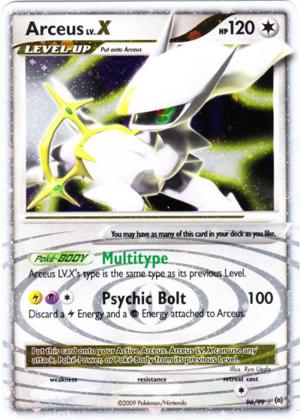 Arceus LV.X HP120
LEVEL-UP Put onto Arceus
You may have as many of this card in your deck as you like.
Poké-BODY Multitype
Arceus LV.X's type is the same as its previous Level.
Psychic Bolt 100
Discard a Energy and a Energy attached to Arceus.
Put this card onto your Active Arceus. Arceus LV.X can use any
attack, Poké-Power, or Poké-Body from its previous Level.
Illus. Ryo Ueda
weakness resistance retreat cost
©2009 Pokémon/Nintendo 96/99